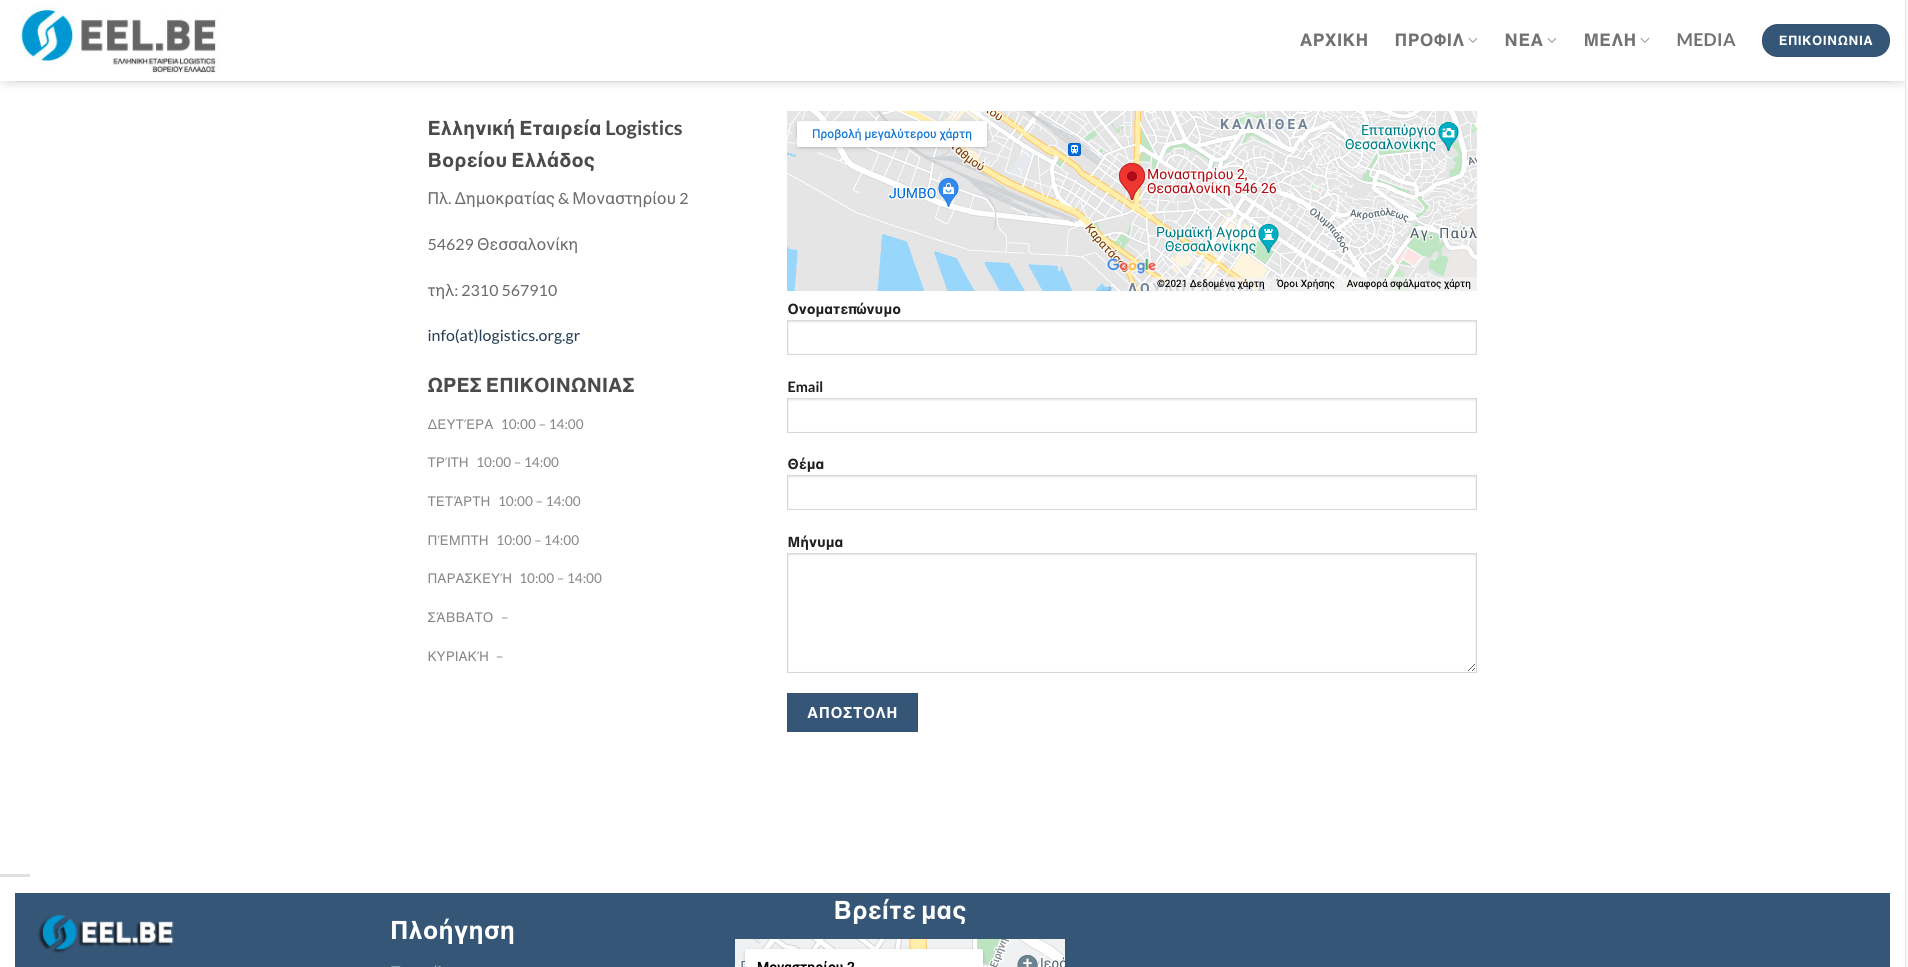 EEL.BE
ΕΛΛΗΝΙΚΗ ΕΤΑΙΡΕΙΑ LOGISTICS
ΒΟΡΕΙΟΥ ΕΛΛΑΔΟΣ
ΑΡΧΙΚΗ ΠΡΟΦΙΛ ΝΕΑ ΜΕΛΗ MEDIA ΕΠΙΚΟΙΝΩΝΙΑ
Ελληνική Εταιρεία Logistics
Βορείου Ελλάδος
Πλ. Δημοκρατίας & Μοναστηρίου 2
54629 Θεσσαλονίκη
τηλ: 2310 567910
info(at)logistics.org.gr
ΩΡΕΣ ΕΠΙΚΟΙΝΩΝΙΑΣ
ΔΕΥΤΈΡΑ 10:00 – 14:00
ΤΡΊΤΗ 10:00 – 14:00
ΤΕΤΆΡΤΗ 10:00 – 14:00
ΠΈΜΠΤΗ 10:00 – 14:00
ΠΑΡΑΣΚΕΥΉ 10:00 – 14:00
ΣΆΒΒΑΤΟ –
ΚΥΡΙΑΚΉ –
Προβολή μεγαλύτερου χάρτη
ΚΑΛΛΙΘΕΑ
Επταπύργιο
Θεσσαλονίκης
JUMBO
Μοναστηρίου 2,
Θεσσαλονίκη 546 26
Ολυμπιάδος
Ακροπόλεως
Αγ. Παύλ
Ρωμαϊκή Αγορά
Θεσσαλονίκης
Google
©2021 Δεδομένα χάρτη Όροι Χρήσης Αναφορά σφάλματος χάρτη
Ονοματεπώνυμο
Email
Θέμα
Μήνυμα
ΑΠΟΣΤΟΛΗ
EEL.BE
Πλοήγηση
Βρείτε μας
Μοναστηρίου 2
Ιερό